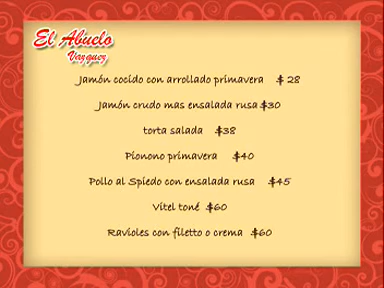 El Abuelo
Vazquez
Jamón cocido con arrollado primavera $ 28
Jamón crudo mas ensalada rusa $30
torta salada $38
Pionono primavera $40
Pollo al Spiedo con ensalada rusa $45
Vitel toné $60
Ravioles con filetto o crema $60